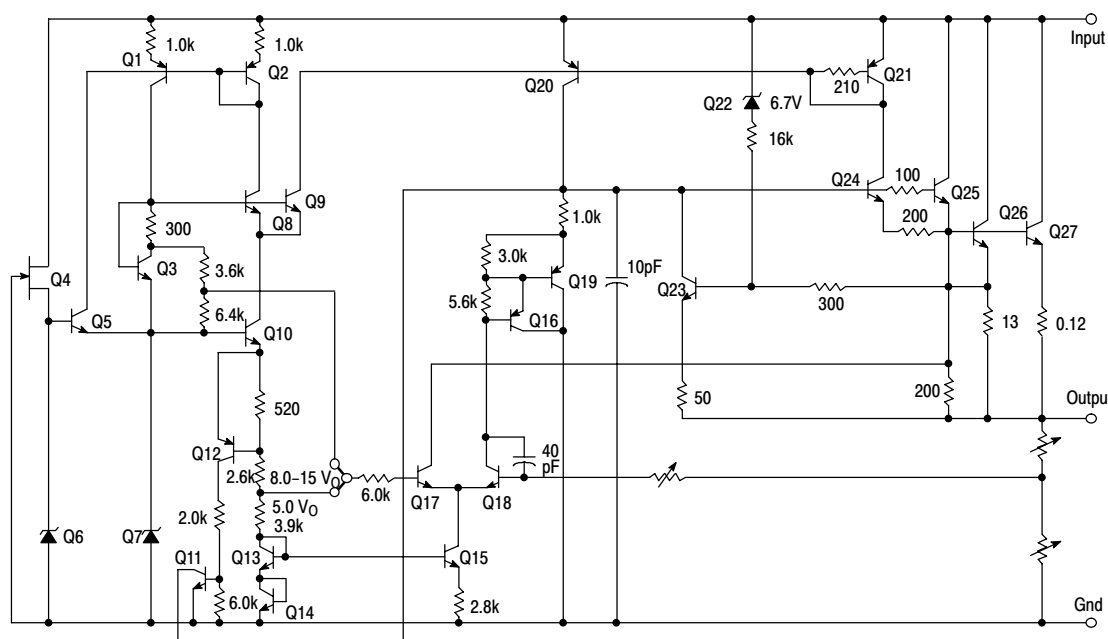 Input
1.0k
1.0k
Q1
Q2
Q20
210
Q21
Q22
6.7V
16k
Q24
100
Q25
Q9
Q8
300
1.0k
200
Q26
Q27
Q3
3.6k
3.0k
Q19
10pF
Q23
Q4
5.6k
300
Q5
6.4k
Q10
Q16
13
0.12
520
50
200
Outpu
Q12
2.6k
8.0–15 VO
40
pF
6.0k
Q17
Q18
5.0 VO
3.9k
2.0k
Q6
Q7
Q11
Q13
Q15
6.0k
Q14
2.8k
Gnd